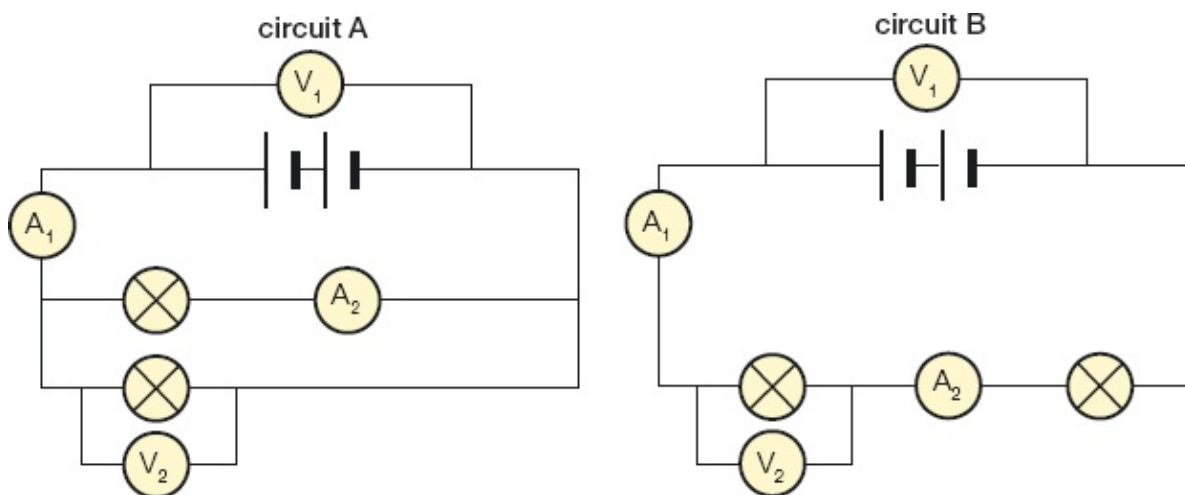 circuit A
circuit B
V₁
V₁
A₁
A₁
A₂
A₂
V₂
V₂